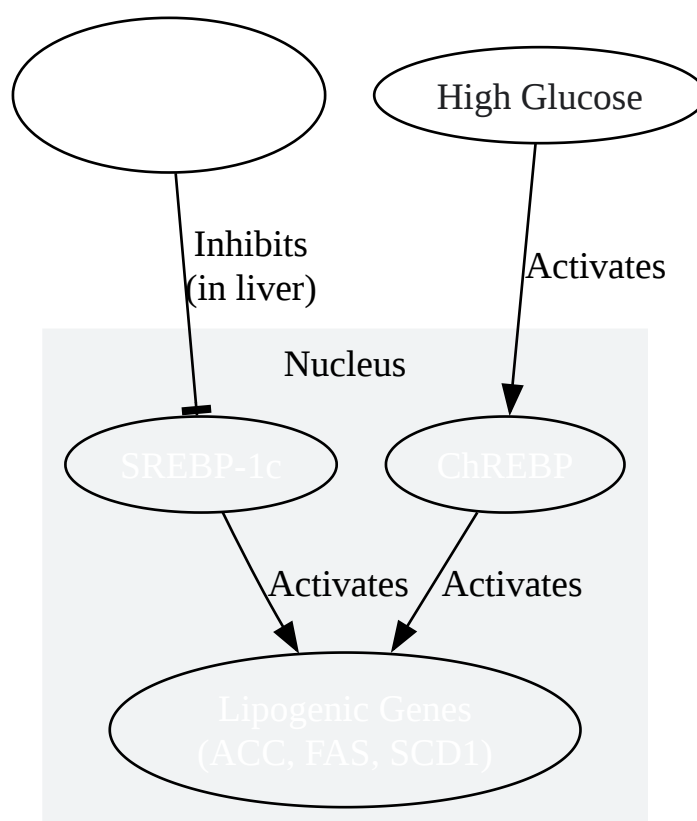 High Glucose
Inhibits
(in liver)
Activates
Nucleus
SREBP-1c
ChREBP
Activates
Activates
Lipogenic Genes
(ACC, FAS, SCD1)